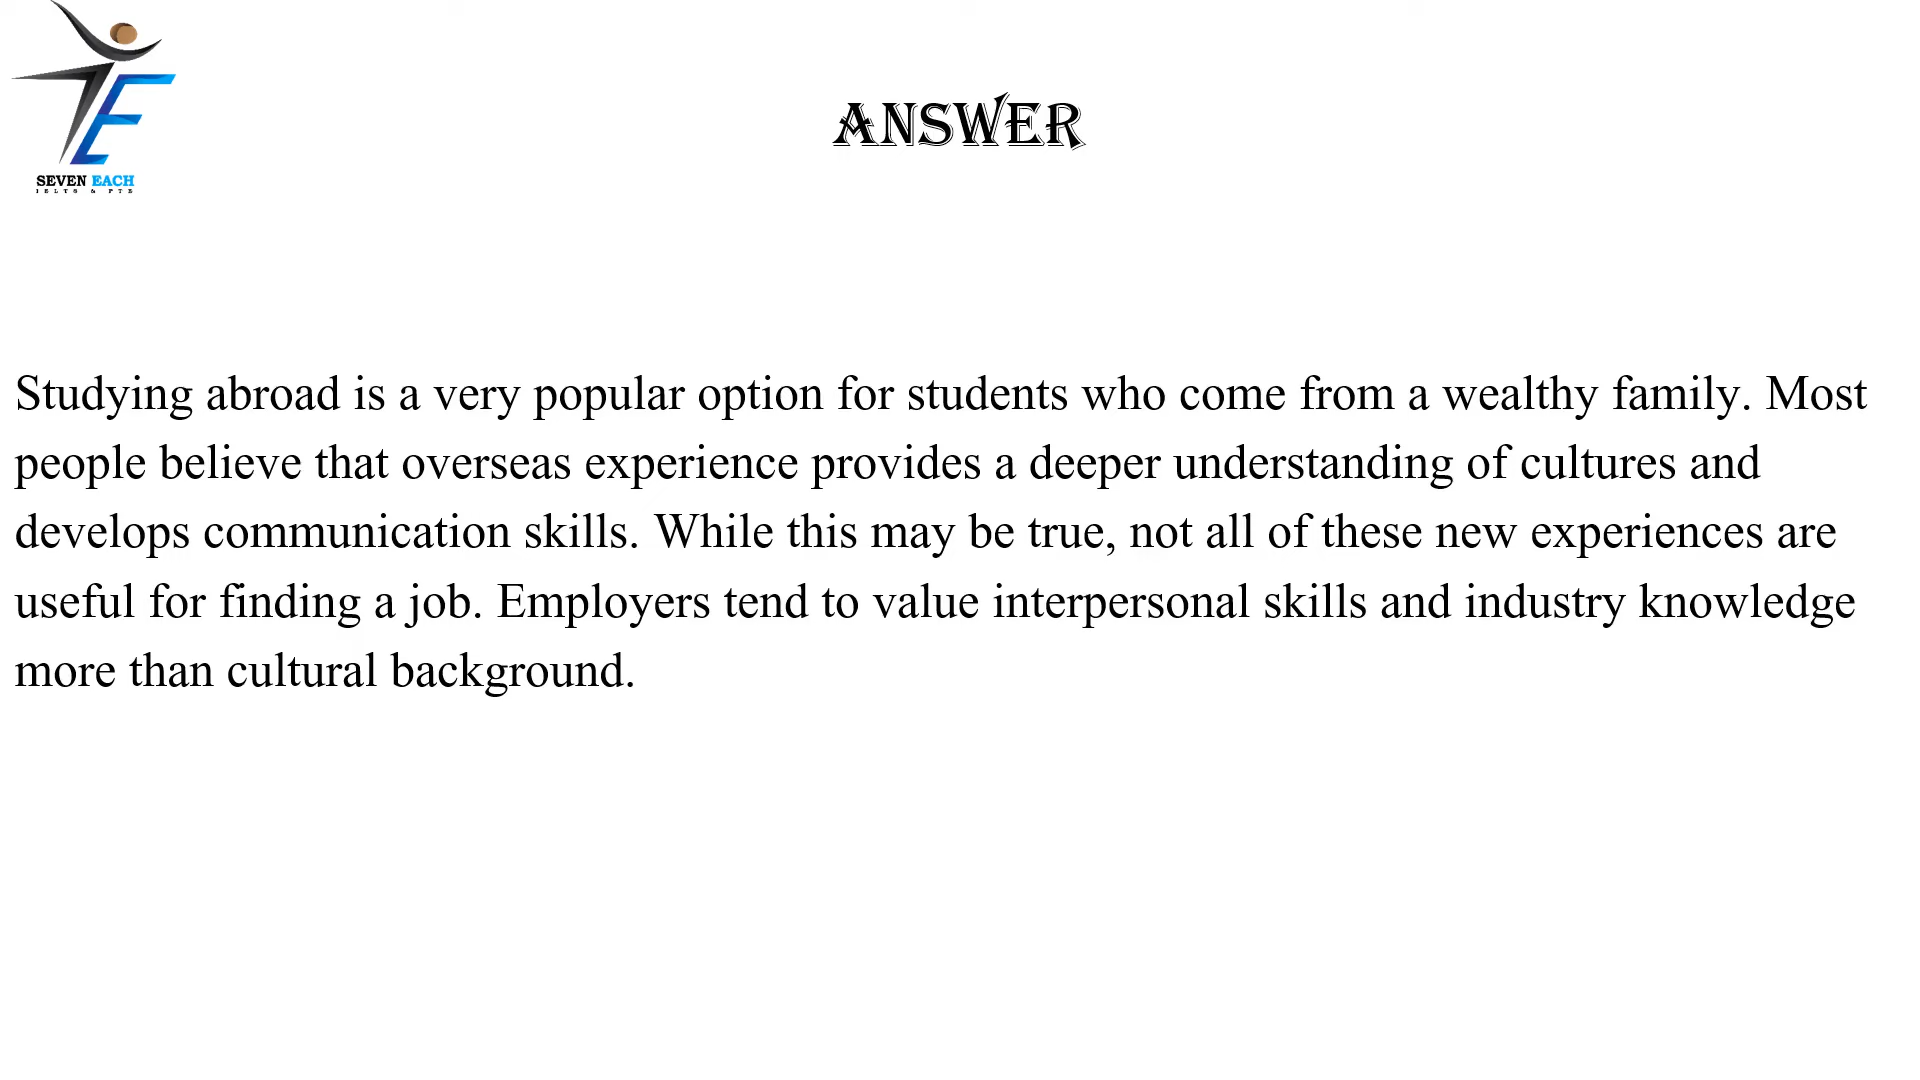 ANSWER
SEVEN EACH
IELTS & PTE
Studying abroad is a very popular option for students who come from a wealthy family. Most
people believe that overseas experience provides a deeper understanding of cultures and
develops communication skills. While this may be true, not all of these new experiences are
useful for finding a job. Employers tend to value interpersonal skills and industry knowledge
more than cultural background.